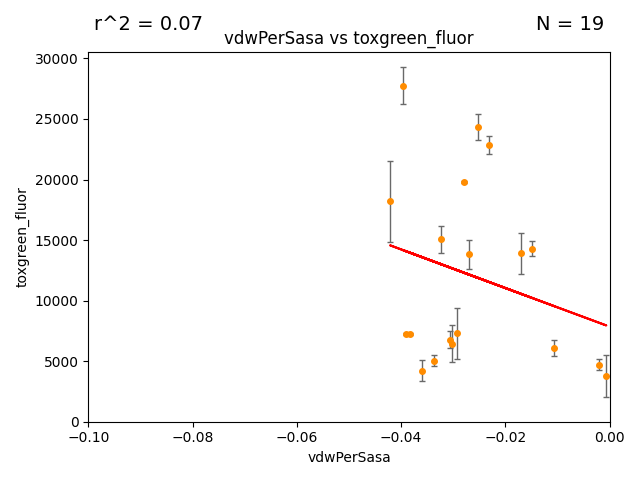 r^2 = 0.07
N = 19
vdwPerSasa vs toxgreen_fluor
toxgreen_fluor
30000
25000
20000
15000
10000
5000
0
−0.10
−0.08
−0.06
−0.04
−0.02
0.00
vdwPerSasa